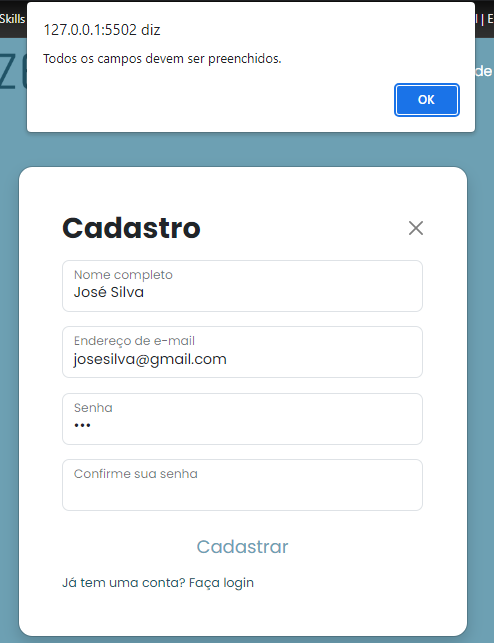 Skills
127.0.0.1:5502 diz
Todos os campos devem ser preenchidos.
OK
l | E
de
Cadastro
Nome completo
José Silva
Endereço de e-mail
josesilva@gmail.com
Senha
•••
Confirme sua senha
Cadastrar
Já tem uma conta? Faça login